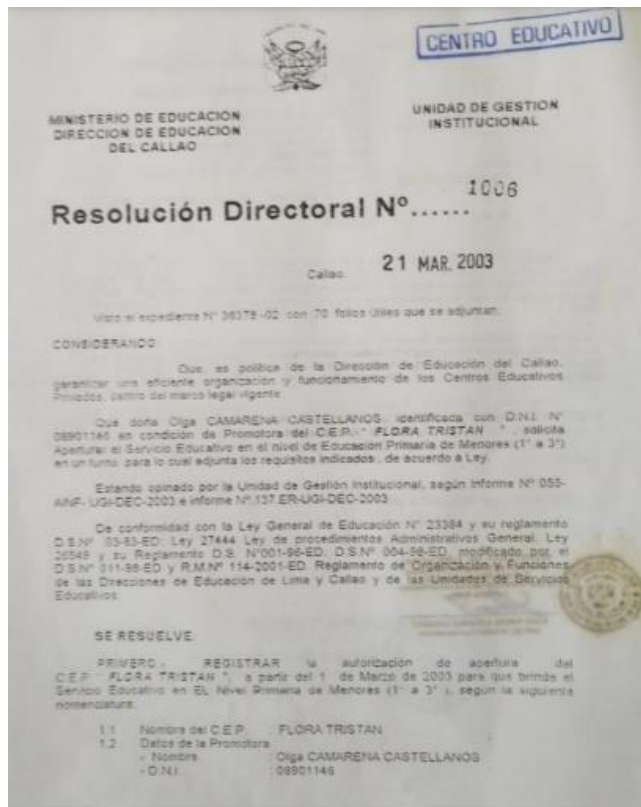 CENTRO EDUCATIVO
MINISTERIO DE EDUCACION
DIRECCION DE EDUCACION
DEL CALLAO
UNIDAD DE GESTION
INSTITUCIONAL
Resolución Directoral Nº...... 1006
Callao, 21 MAR. 2003
Visto el expediente N° 36378-02 con 70 folios útiles que se adjuntan.
CONSIDERANDO
Que, es política de la Dirección de Educación del Callao,
garantizar una eficiente organización y funcionamiento de los Centros Educativos
Privados, dentro del marco legal vigente.
Que doña Olga CAMARENA CASTELLANOS identificada con D.N.I. N°
08901146 en condición de Promotora del C.E.P. " FLORA TRISTAN ", solicita
Aperturar el Servicio Educativo en el nivel de Educación Primaria de Menores (1° a 3°)
en un turno para lo cual adjunta los requisitos indicados, de acuerdo a Ley.
Estando opinado por la Unidad de Gestión Institucional, según Informe Nº 055-
AINF-UGI-DEC-2003 e informe Nº.137.ER-UGI-DEC-2003
De conformidad con la Ley General de Educación N° 23384 y su reglamento
D.S.Nº 03-83-ED; Ley 27444 Ley de procedimientos Administrativos General, Ley
26549 y su Reglamento D.S. N°001-96-ED, D.S.Nº 004-98-ED, modificado por el
D.S.Nº 011-98-ED y R.M.Nº 114-2001-ED. Reglamento de Organización y Funciones
de las Direcciones de Educación de Lima y Callao y de las Unidades de Servicios
Educativos.
SE RESUELVE:
PRIMERO.- REGISTRAR la autorización de apertura del
C.E.P " FLORA TRISTAN ", a partir del 1 de Marzo de 2003 para que brinde el
Servicio Educativo en EL Nivel Primaria de Menores (1° a 3°), según la siguiente
nomenclatura:
1.1 Nombre del C.E.P. : FLORA TRISTAN
1.2 Datos de la Promotora
- Nombre : Olga CAMARENA CASTELLANOS
- D.N.I. : 08901146